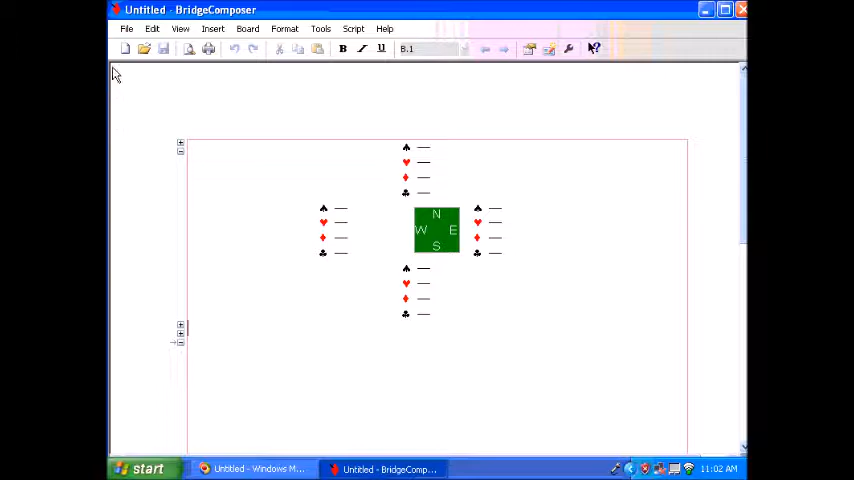 Untitled - BridgeComposer
File Edit View Insert Board Format Tools Script Help
B I U B.1
♠ —
♥ —
♦ —
♣ —
♠ — N ♠ —
♥ — W E ♥ —
♦ — S ♦ —
♣ — ♣ —
♠ —
♥ —
♦ —
♣ —
start Untitled - Windows M... Untitled - BridgeComp... 11:02 AM